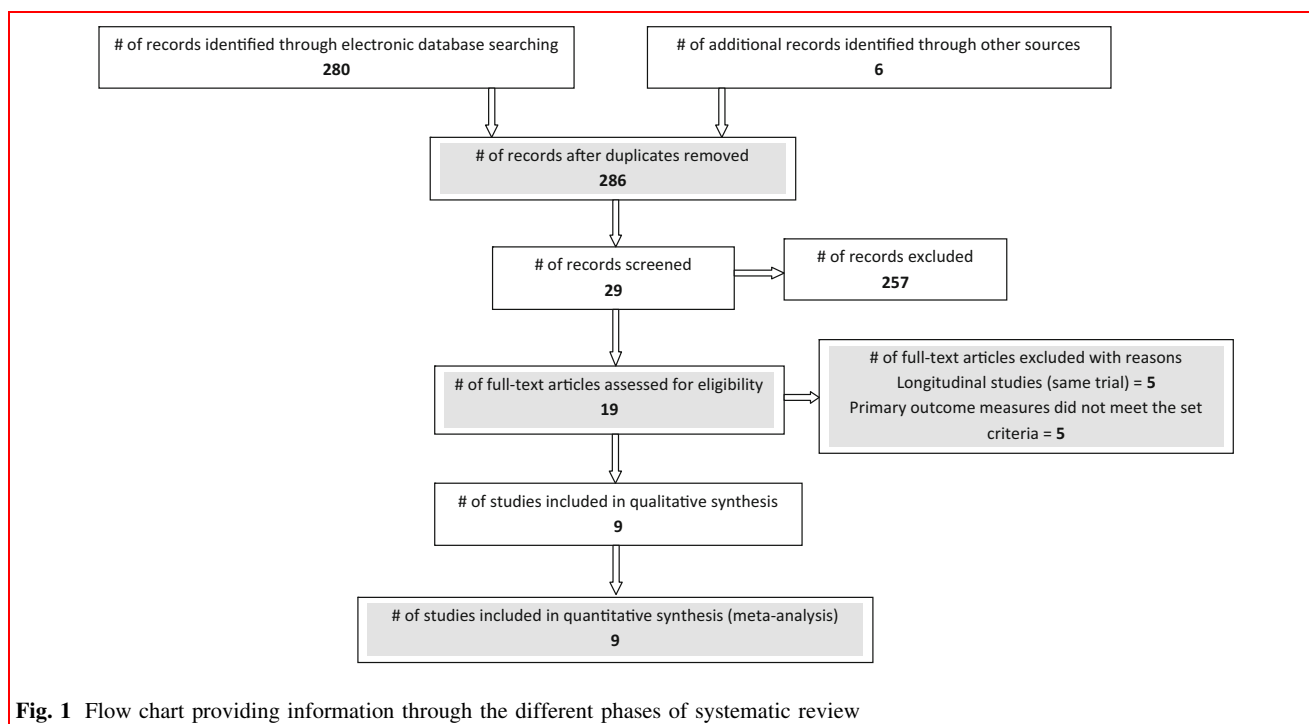 # of records identified through electronic database searching
280
# of additional records identified through other sources
6
# of records after duplicates removed
286
# of records screened
29
# of records excluded
257
# of full-text articles assessed for eligibility
19
# of full-text articles excluded with reasons
Longitudinal studies (same trial) = 5
Primary outcome measures did not meet the set
criteria = 5
# of studies included in qualitative synthesis
9
# of studies included in quantitative synthesis (meta-analysis)
9
Fig. 1 Flow chart providing information through the different phases of systematic review